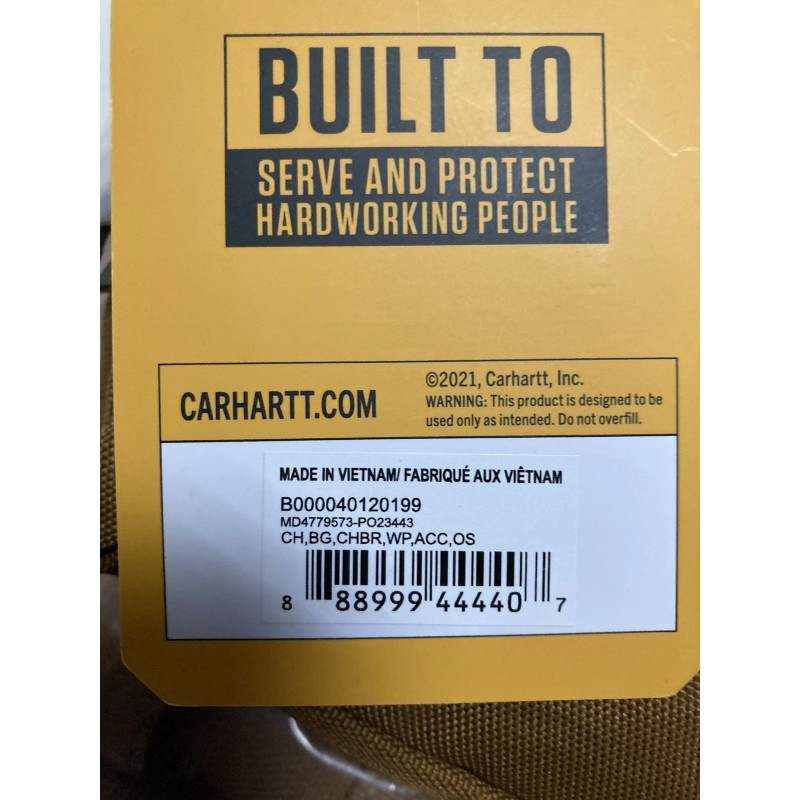 BUILT TO
SERVE AND PROTECT
HARDWORKING PEOPLE
CARHARTT.COM
©2021, Carhartt, Inc.
WARNING: This product is designed to be
used only as intended. Do not overfill.
MADE IN VIETNAM/ FABRIQUÉ AUX VIÊTNAM
B000040120199
MD4779573-PO23443
CH,BG,CHBR,WP,ACC,OS
8 88999 44440 7